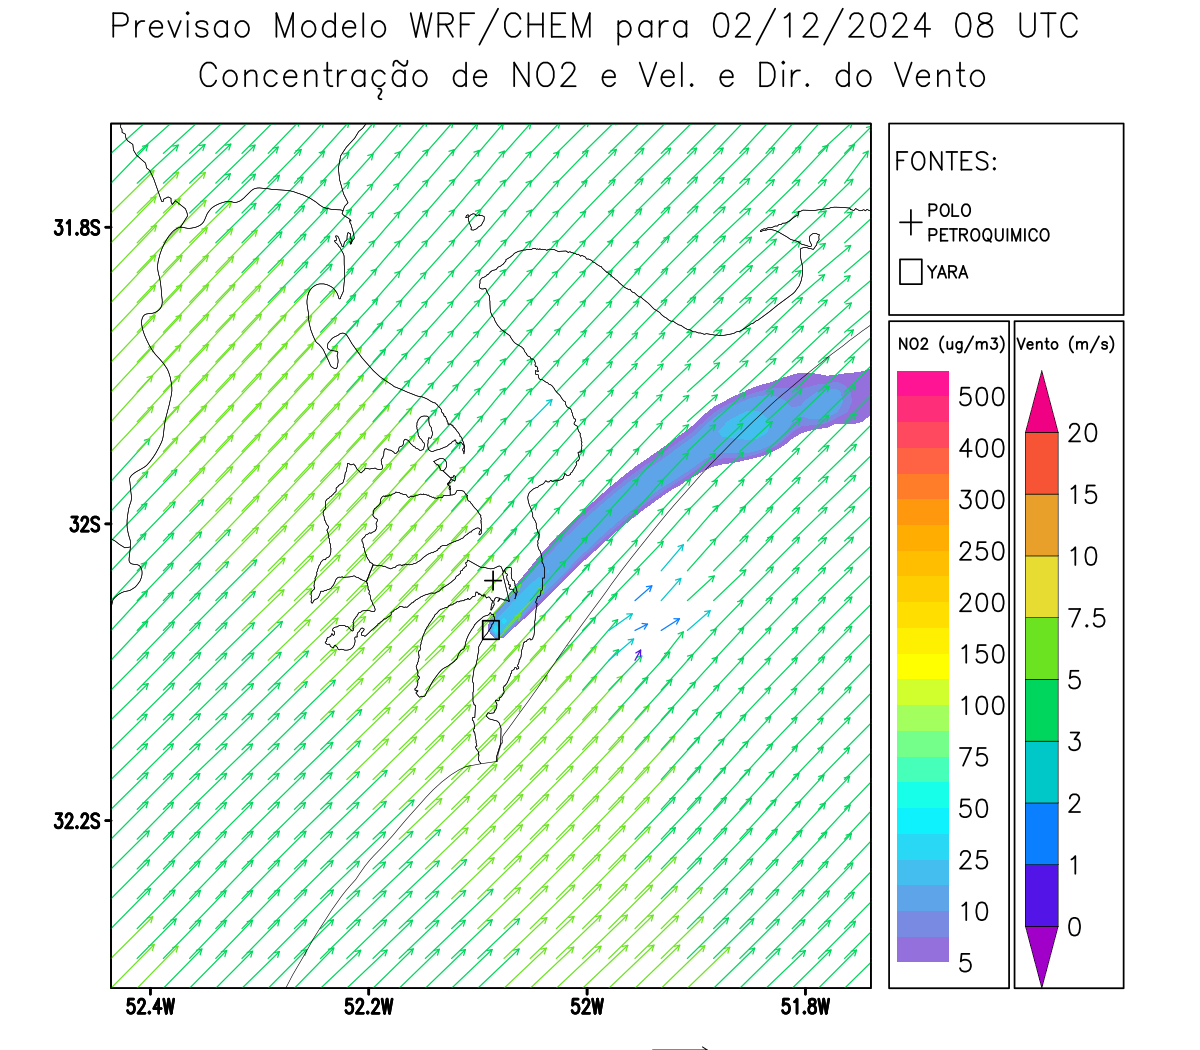 Previsao Modelo WRF/CHEM para 02/12/2024 08 UTC
Concentração de NO2 e Vel. e Dir. do Vento
FONTES:
POLO
PETROQUIMICO
YARA
NO2 (ug/m3)
500
400
300
250
200
150
100
75
50
25
10
5
Vento (m/s)
20
15
10
7.5
5
3
2
1
0
31.8S
32S
32.2S
52.4W
52.2W
52W
51.8W